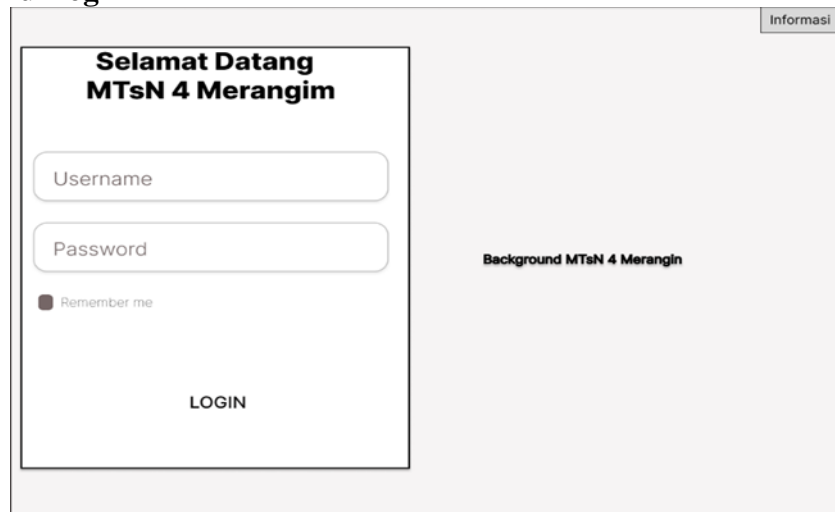 Informasi
Selamat Datang
MTsN 4 Merangim
Username
Password
Background MTsN 4 Merangin
Remember me
LOGIN